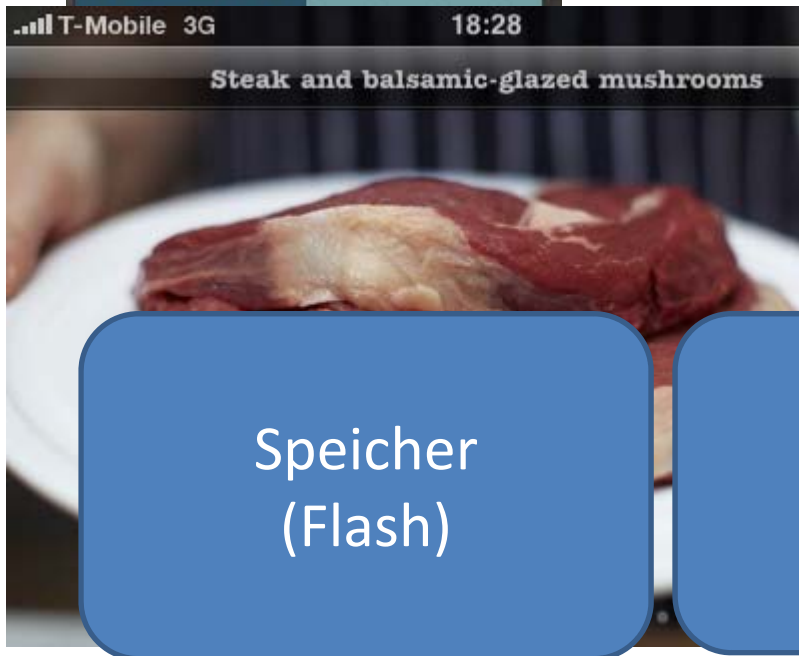 T-Mobile 3G 18:28
Steak and balsamic-glazed mushrooms
Speicher
(Flash)